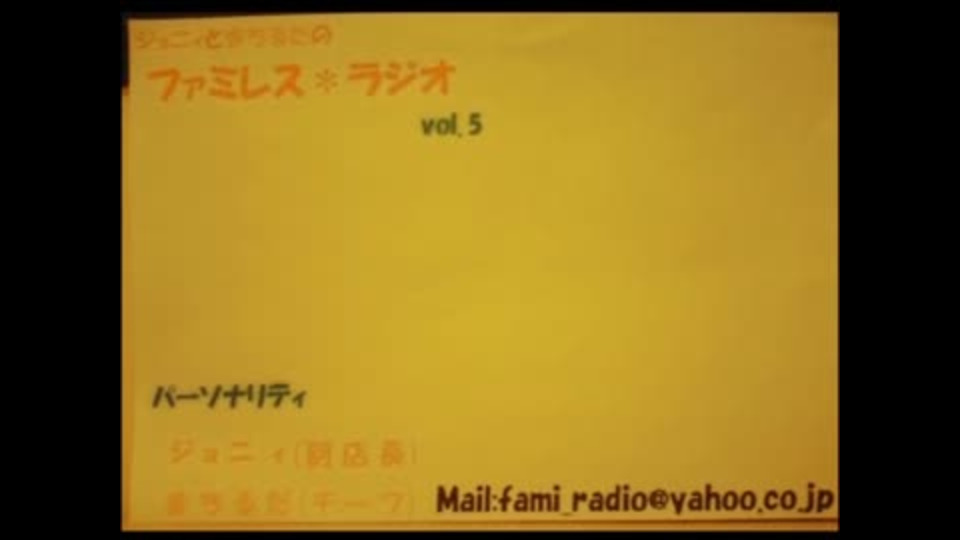 ジョニィとまちるだの
ファミレス＊ラジオ
vol.5
パーソナリティ
ジョニィ(副店長)
まちるだ(チーフ)
Mail:fami_radio@yahoo.co.jp